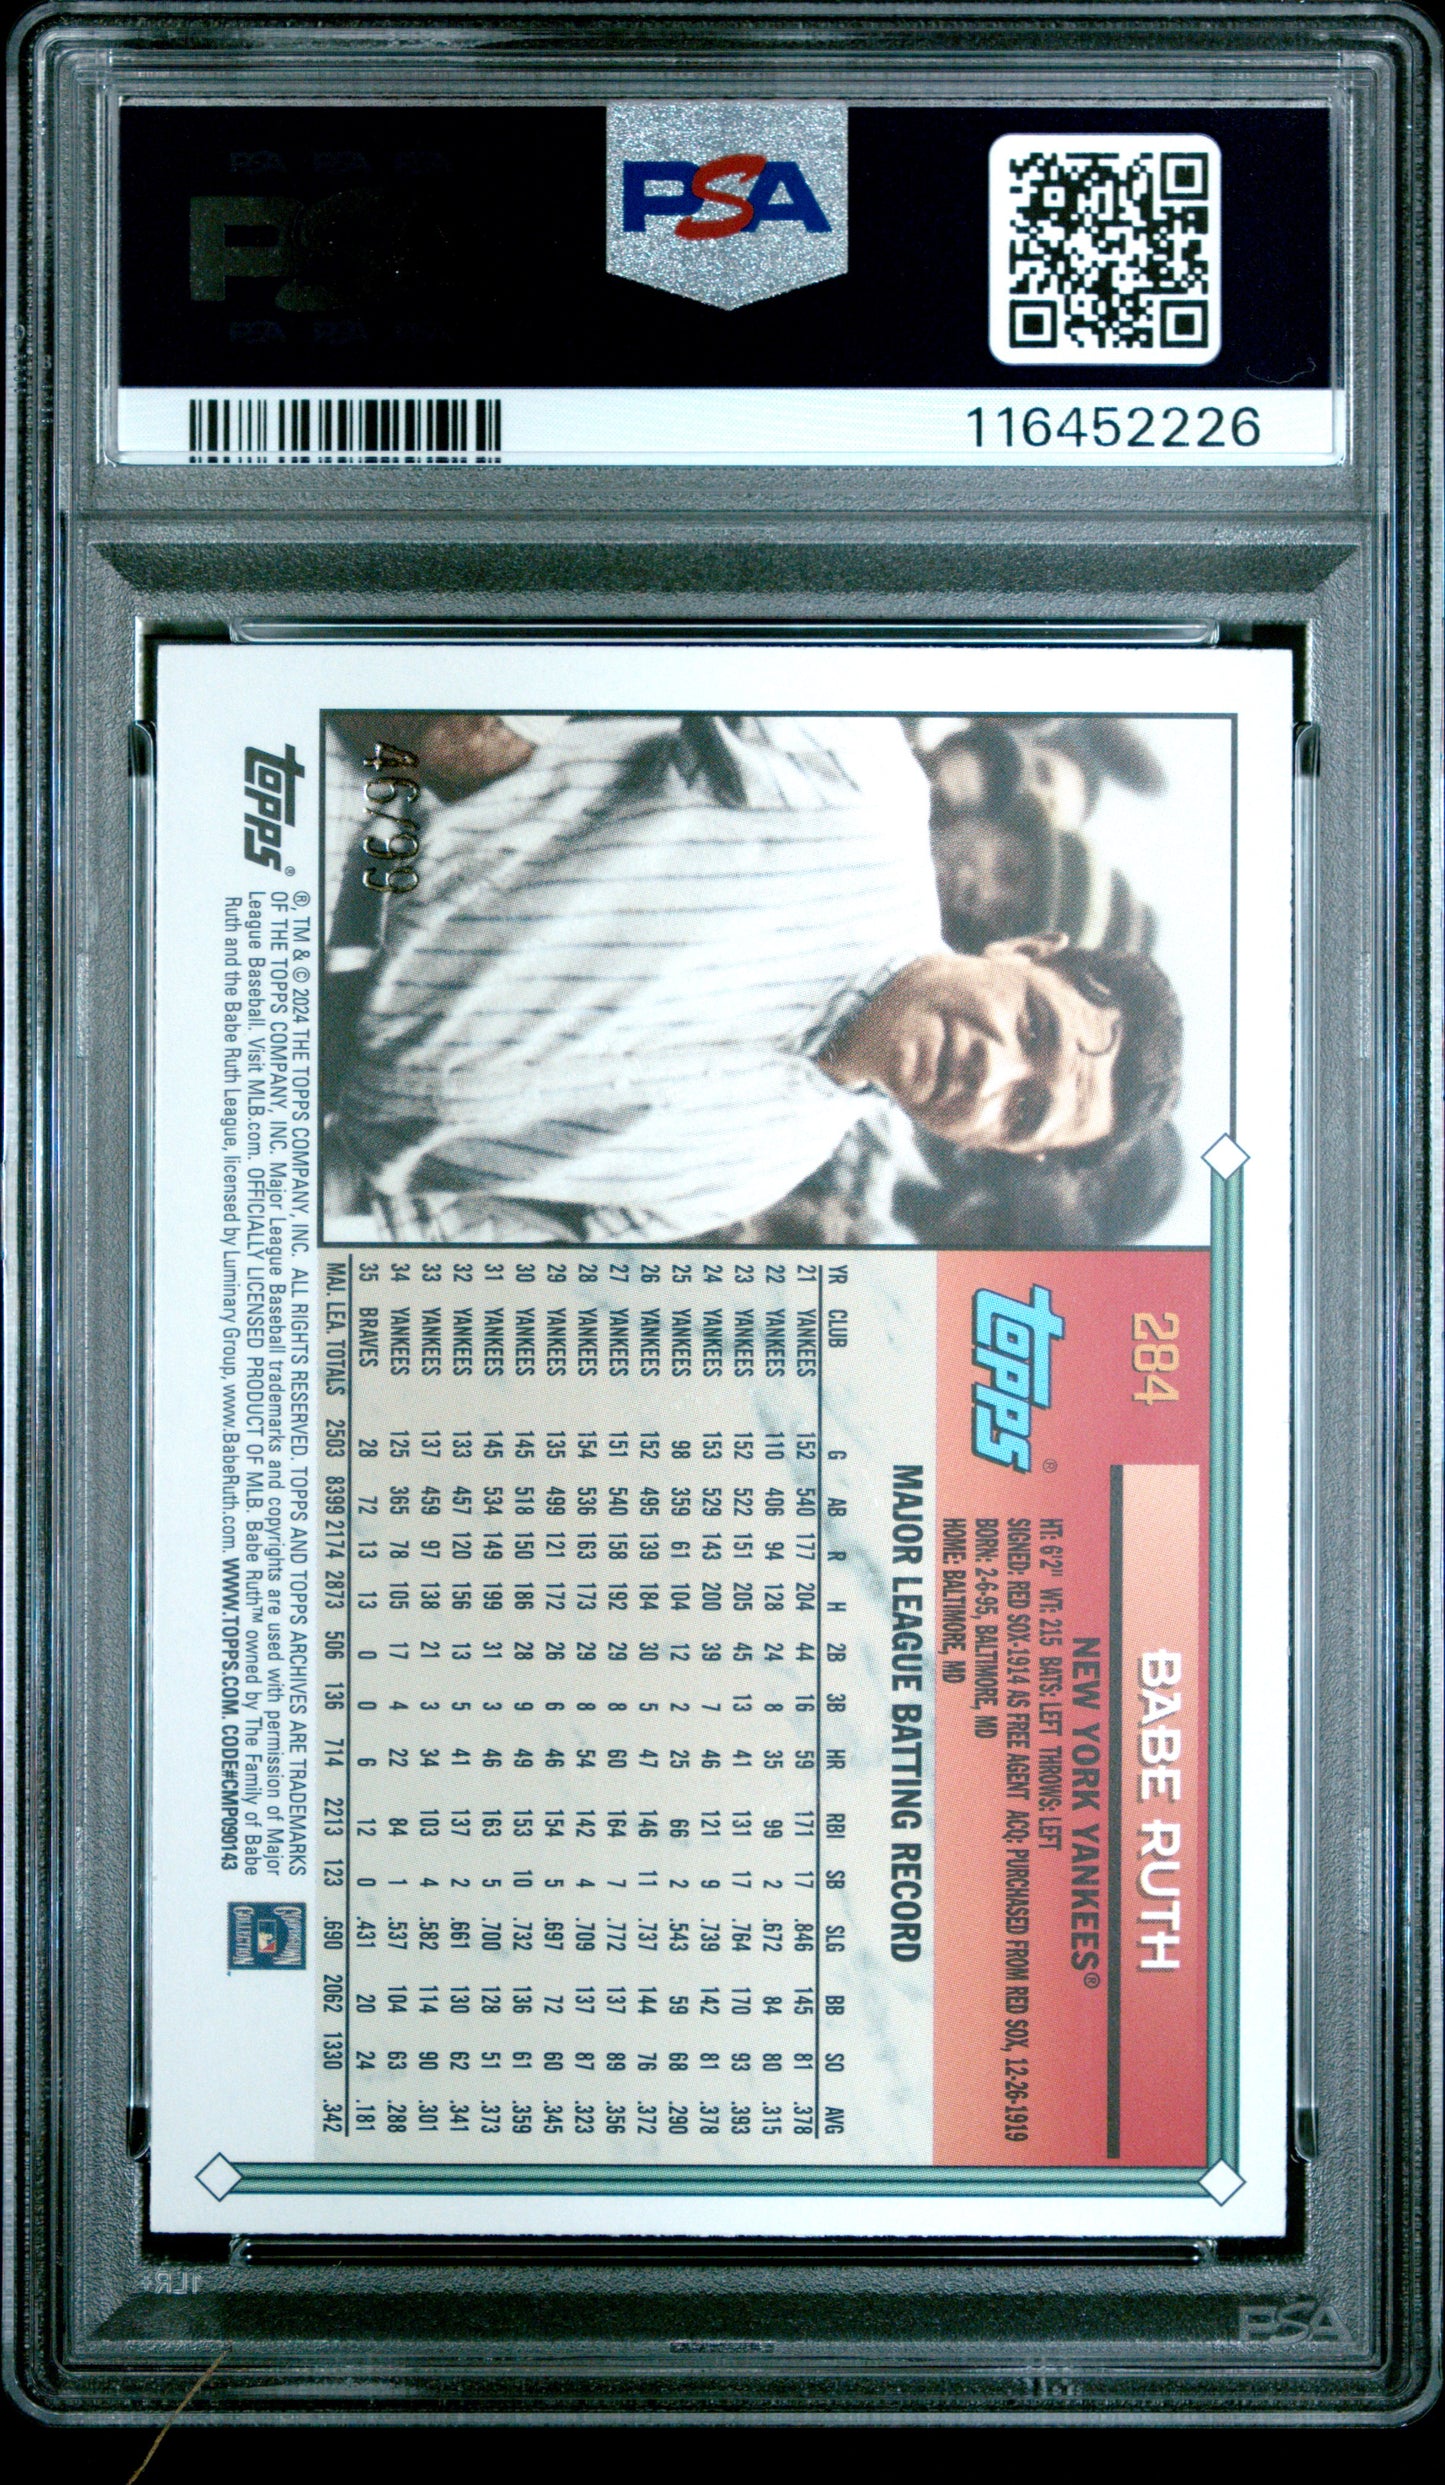 PSA
116452226
284
BABE RUTH
NEW YORK YANKEES®
topps®
HT: 6'2" WT: 215 BATS: LEFT THROWS: LEFT
SIGNED: RED SOX-1914 AS FREE AGENT ACQ: PURCHASED FROM RED SOX, 12-26-1919
BORN: 2-6-95, BALTIMORE, MD
HOME: BALTIMORE, MD
MAJOR LEAGUE BATTING RECORD
YR CLUB G AB R H 2B 3B HR RBI SB SLG BB SO AVG
21 YANKEES 152 540 177 204 44 16 59 171 17 .846 145 81 .378
22 YANKEES 110 406 94 128 24 8 35 99 2 .672 84 80 .315
23 YANKEES 152 522 151 205 45 13 41 131 17 .764 170 93 .393
24 YANKEES 153 529 143 200 39 7 46 121 9 .739 142 81 .378
25 YANKEES 98 359 61 104 12 2 25 66 2 .543 59 68 .290
26 YANKEES 152 495 139 184 30 5 47 146 11 .737 144 76 .372
27 YANKEES 151 540 158 192 29 8 60 164 7 .772 137 89 .356
28 YANKEES 154 536 163 173 29 8 54 142 4 .709 137 87 .323
29 YANKEES 135 499 121 172 26 6 46 154 5 .697 72 60 .345
30 YANKEES 145 518 150 186 28 9 49 153 10 .732 136 61 .359
31 YANKEES 145 534 149 199 31 3 46 163 5 .700 128 51 .373
32 YANKEES 133 457 120 156 13 5 41 137 2 .661 130 62 .341
33 YANKEES 137 459 97 138 21 3 34 103 4 .582 114 90 .301
34 YANKEES 125 365 78 105 17 4 22 84 1 .537 104 63 .288
35 BRAVES 28 72 13 13 0 0 6 12 0 .431 20 24 .181
MAJ. LEA. TOTALS 2503 8399 2174 2873 506 136 714 2213 123 .690 2062 1330 .342
46/99
topps®
®, TM & © 2024 THE TOPPS COMPANY, INC. ALL RIGHTS RESERVED. TOPPS AND TOPPS ARCHIVES ARE TRADEMARKS
OF THE TOPPS COMPANY, INC. Major League Baseball trademarks and copyrights are used with permission of Major
League Baseball. Visit MLB.com. OFFICIALLY LICENSED PRODUCT OF MLB. Babe Ruth™ owned by The Family of Babe
Ruth and the Babe Ruth League, licensed by Luminary Group, www.BabeRuth.com. WWW.TOPPS.COM. CODE#CMP090143
COOPERSTOWN
COLLECTION
PSA